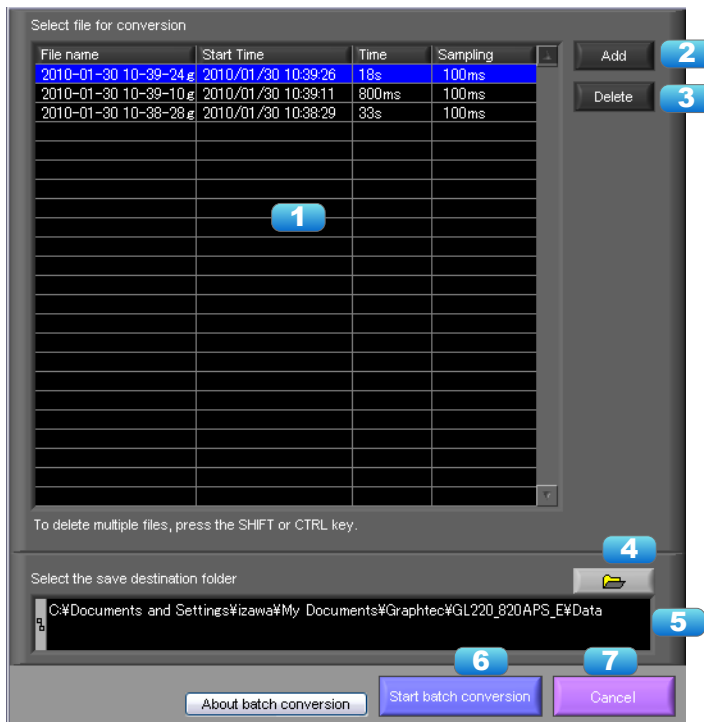 Select file for conversion
File name Start Time Time Sampling
Add 2
2010-01-30 10-39-24g 2010/01/30 10:39:26 18s 100ms
2010-01-30 10-39-10g 2010/01/30 10:39:11 800ms 100ms
Delete 3
2010-01-30 10-38-28g 2010/01/30 10:38:29 33s 100ms
1
To delete multiple files, press the SHIFT or CTRL key.
4
Select the save destination folder
C:¥Documents and Settings¥izawa¥My Documents¥Graphtec¥GL220_820APS_E¥Data
5
6 7
About batch conversion Start batch conversion Cancel